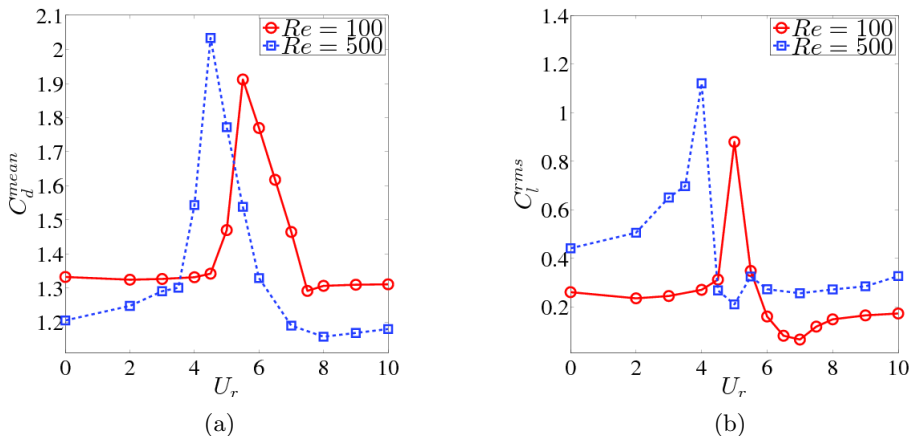 2.1
2
1.9
1.8
1.7
1.6
1.5
1.4
1.3
1.2
C_d^{mean}
0 2 4 6 8 10
U_r
Re = 100
Re = 500
(a)
1.4
1.2
1
0.8
0.6
0.4
0.2
C_l^{rms}
0 2 4 6 8 10
U_r
Re = 100
Re = 500
(b)